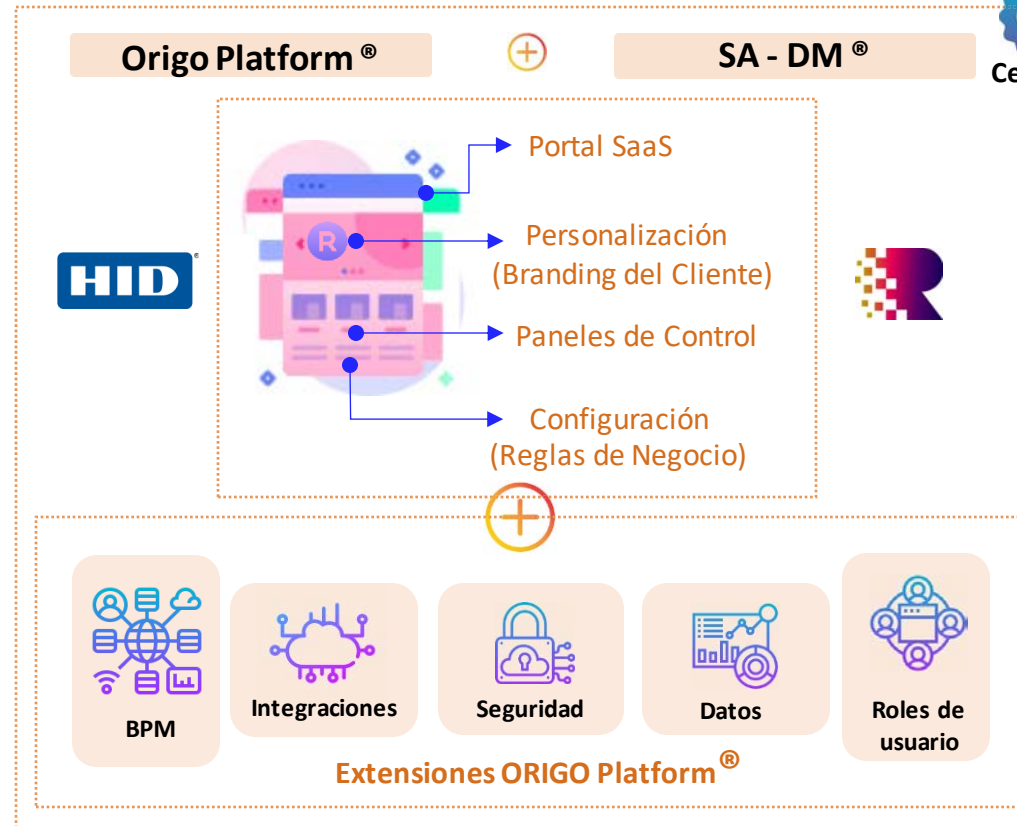 Origo Platform ®
SA - DM ®
Ce
Portal SaaS
HID®
R
Personalización
(Branding del Cliente)
R
Paneles de Control
Configuración
(Reglas de Negocio)
BPM
Integraciones
Seguridad
Datos
Roles de
usuario
Extensiones ORIGO Platform®